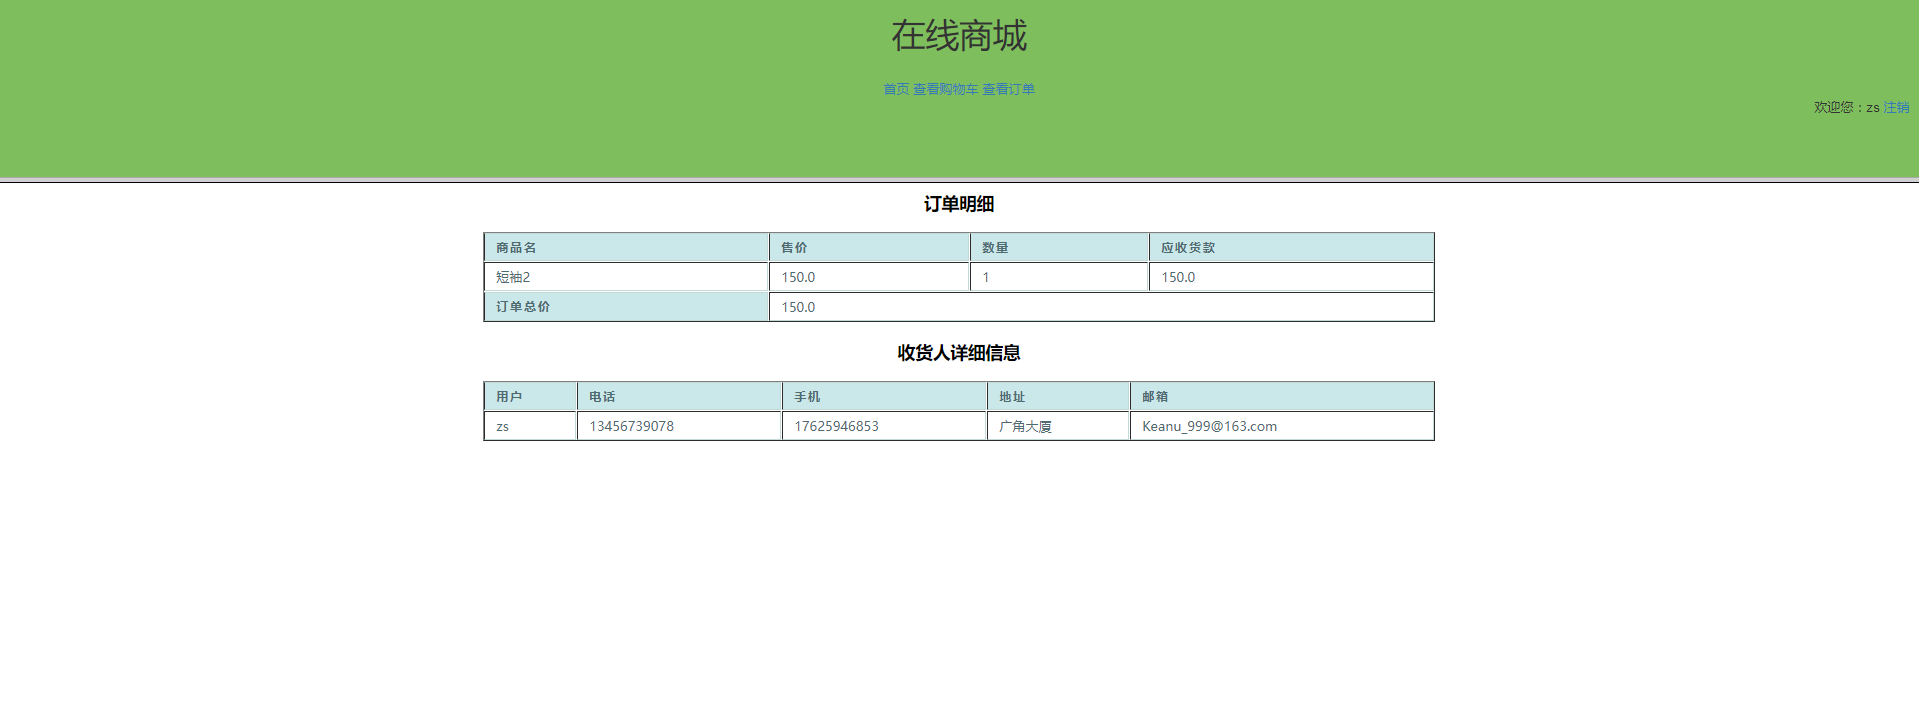 在线商城
首页 查看购物车 查看订单
欢迎您：zs 注销
订单明细
商品名 售价 数量 应收货款
短袖2 150.0 1 150.0
订单总价 150.0
收货人详细信息
用户 电话 手机 地址 邮箱
zs 13456739078 17625946853 广角大厦 Keanu_999@163.com